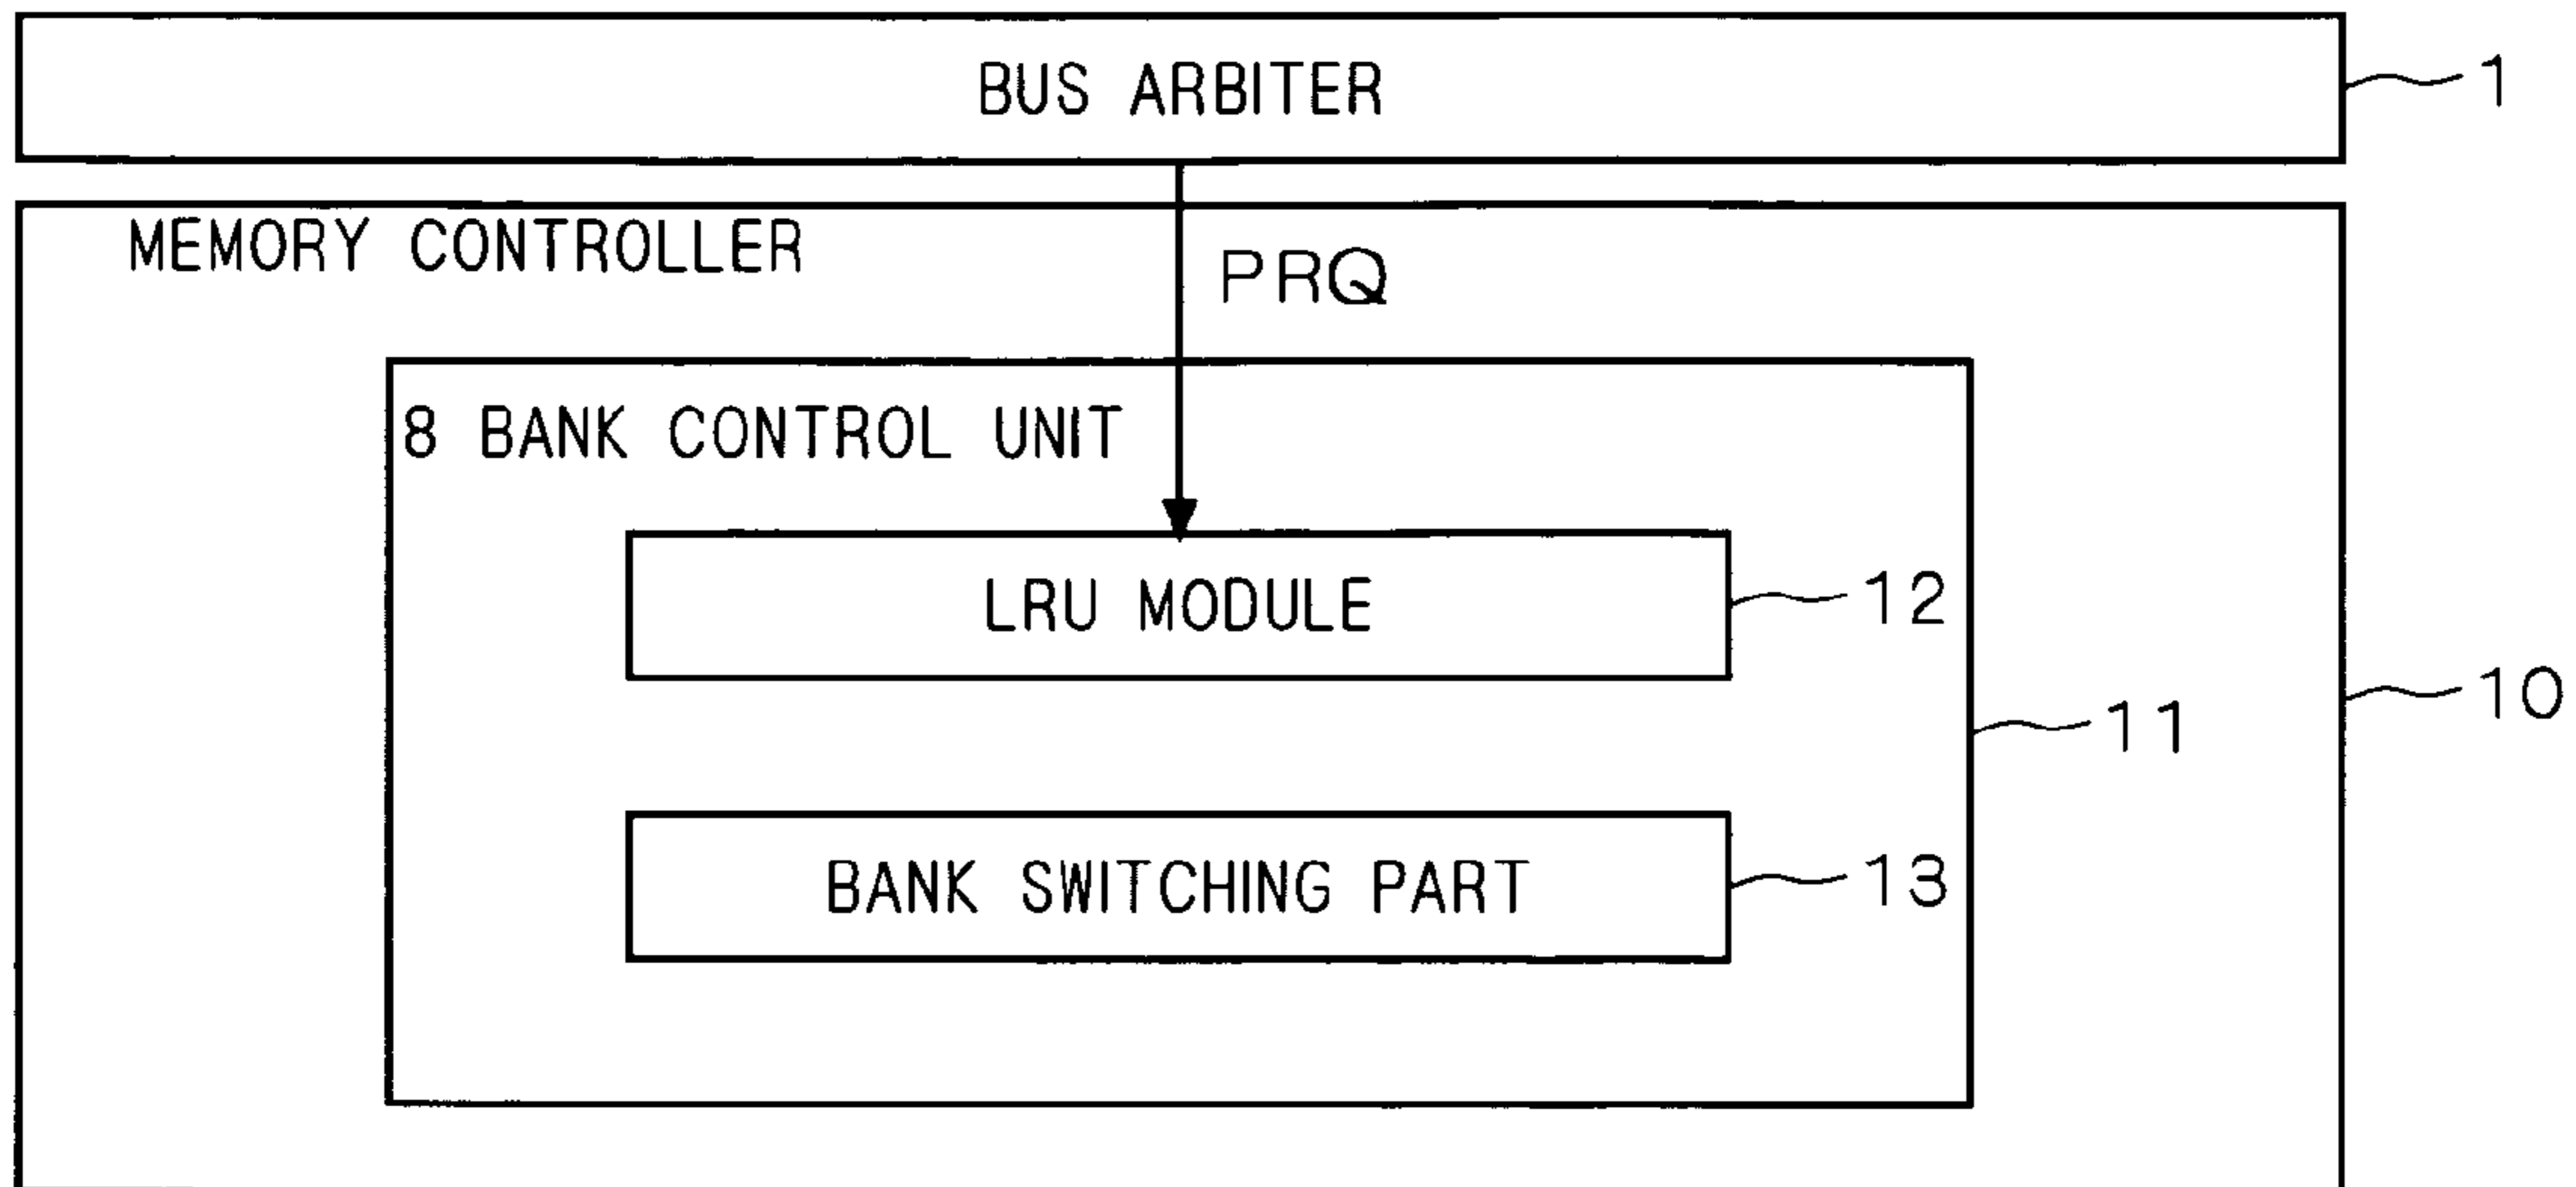 BUS ARBITER
1
MEMORY CONTROLLER
PRQ
8 BANK CONTROL UNIT
LRU MODULE
12
10
11
BANK SWITCHING PART
13